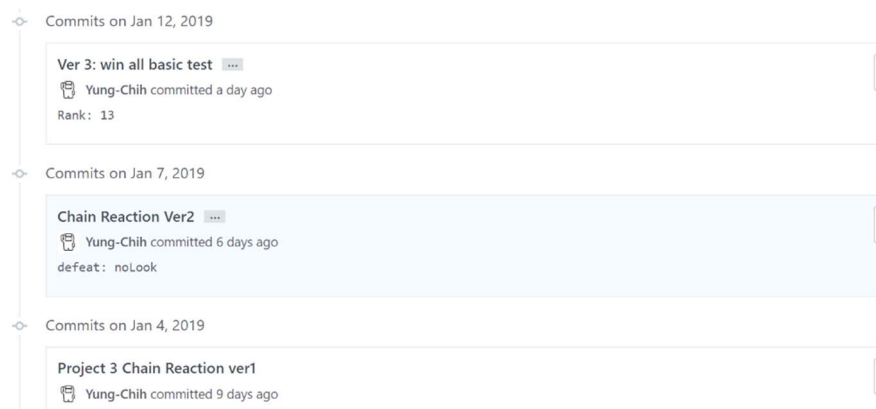 Commits on Jan 12, 2019
Ver 3: win all basic test ...
Yung-Chih committed a day ago
Rank: 13
Commits on Jan 7, 2019
Chain Reaction Ver2 ...
Yung-Chih committed 6 days ago
defeat: noLook
Commits on Jan 4, 2019
Project 3 Chain Reaction ver1
Yung-Chih committed 9 days ago